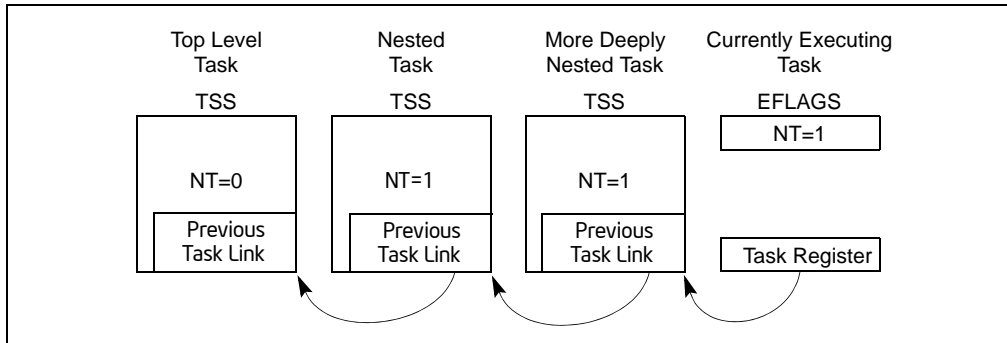 Top Level
Task
Nested
Task
More Deeply
Nested Task
Currently Executing
Task
TSS
TSS
TSS
EFLAGS
NT=1
NT=0
NT=1
NT=1
Previous
Task Link
Previous
Task Link
Previous
Task Link
Task Register